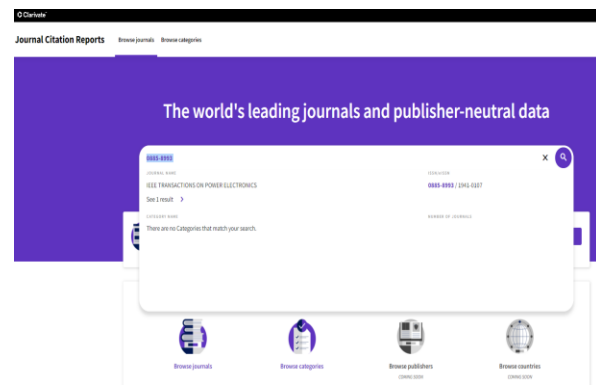 Clarivate
Journal Citation Reports Browse journals Browse categories
The world's leading journals and publisher-neutral data
0885-8993 X
JOURNAL NAME ISSN/eISSN
IEEE TRANSACTIONS ON POWER ELECTRONICS 0885-8993 / 1941-0107
See 1 result >
CATEGORY NAME NUMBER OF JOURNALS
There are no Categories that match your search.
Browse journals Browse categories Browse publishers Browse countries
COMING SOON COMING SOON